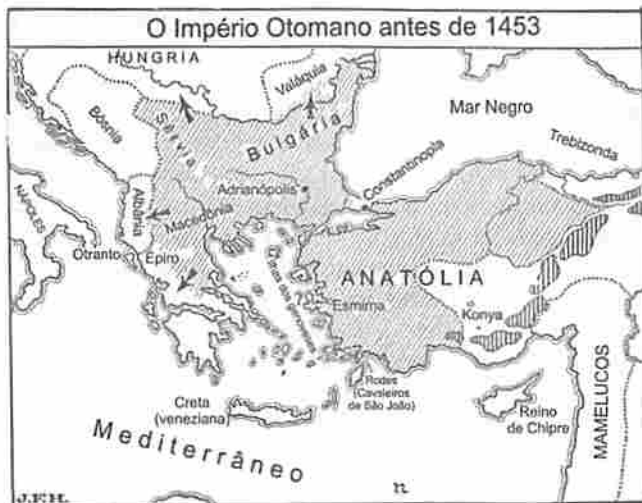 O Império Otomano antes de 1453
HUNGRIA
Valáquia
Bósnia
Sérvia
Bulgária
Mar Negro
Trebizonda
Constantinopla
Adrianópolis
NÁPOLES
Albânia
Macedônia
Otranto
Épiro
ANATÓLIA
Esmirna
Konya
Rodes
(Cavaleiros
de São João)
Creta
(veneziana)
Reino
de Chipre
MAMELUCOS
Mediterrâneo
n
J.F.H.